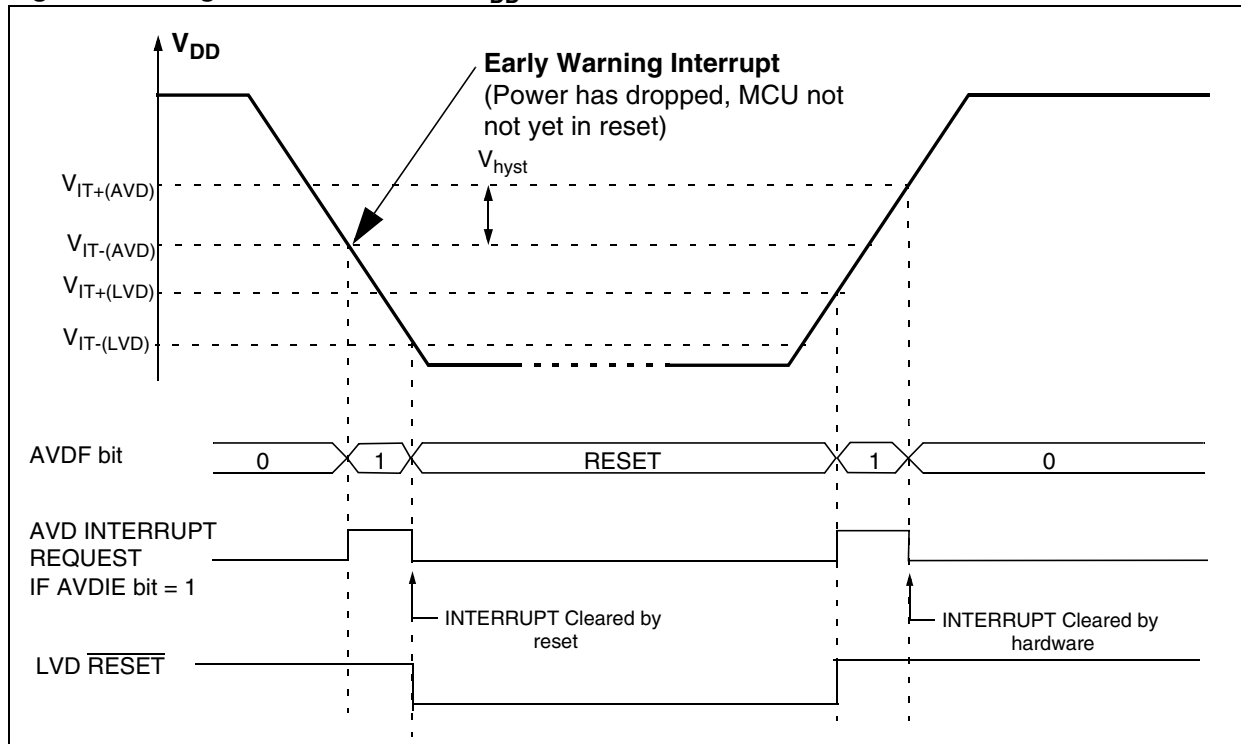 V_DD
Early Warning Interrupt
(Power has dropped, MCU not
not yet in reset)
V_hyst
V_IT+(AVD)
V_IT-(AVD)
V_IT+(LVD)
V_IT-(LVD)
AVDF bit
0
1
RESET
1
0
AVD INTERRUPT
REQUEST
IF AVDIE bit = 1
INTERRUPT Cleared by
reset
INTERRUPT Cleared by
hardware
LVD RESET